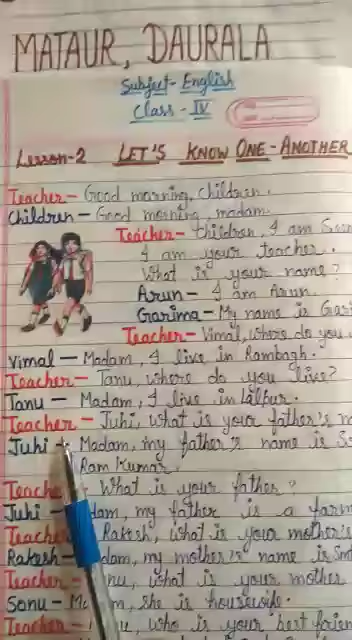 MATAUR, DAURALA
Subject- English
Class - IV
Lesson-2 LET'S KNOW ONE-ANOTHER
Teacher- Good morning, children.
Children - Good morning, madam.
Teacher- Children, I am
I am your teacher.
What is your name?
Arun- I am Arun.
Garima- My name is
Teacher- Vimal, where do you
Vimal - Madam, I live in Rambagh.
Teacher- Tanu, where do you live?
Tanu - Madam, I live in Lalpur.
Teacher - Juhi, what is your father's
Juhi - Madam, my father's name is
Ram Kumar.
What is your father?
Juhi - my father is a
Rakesh, what is your mother's
Rakesh - my mother's name is Smt
Teacher - what is your mother
Sonu - she is housewife.
Teacher - who is your best